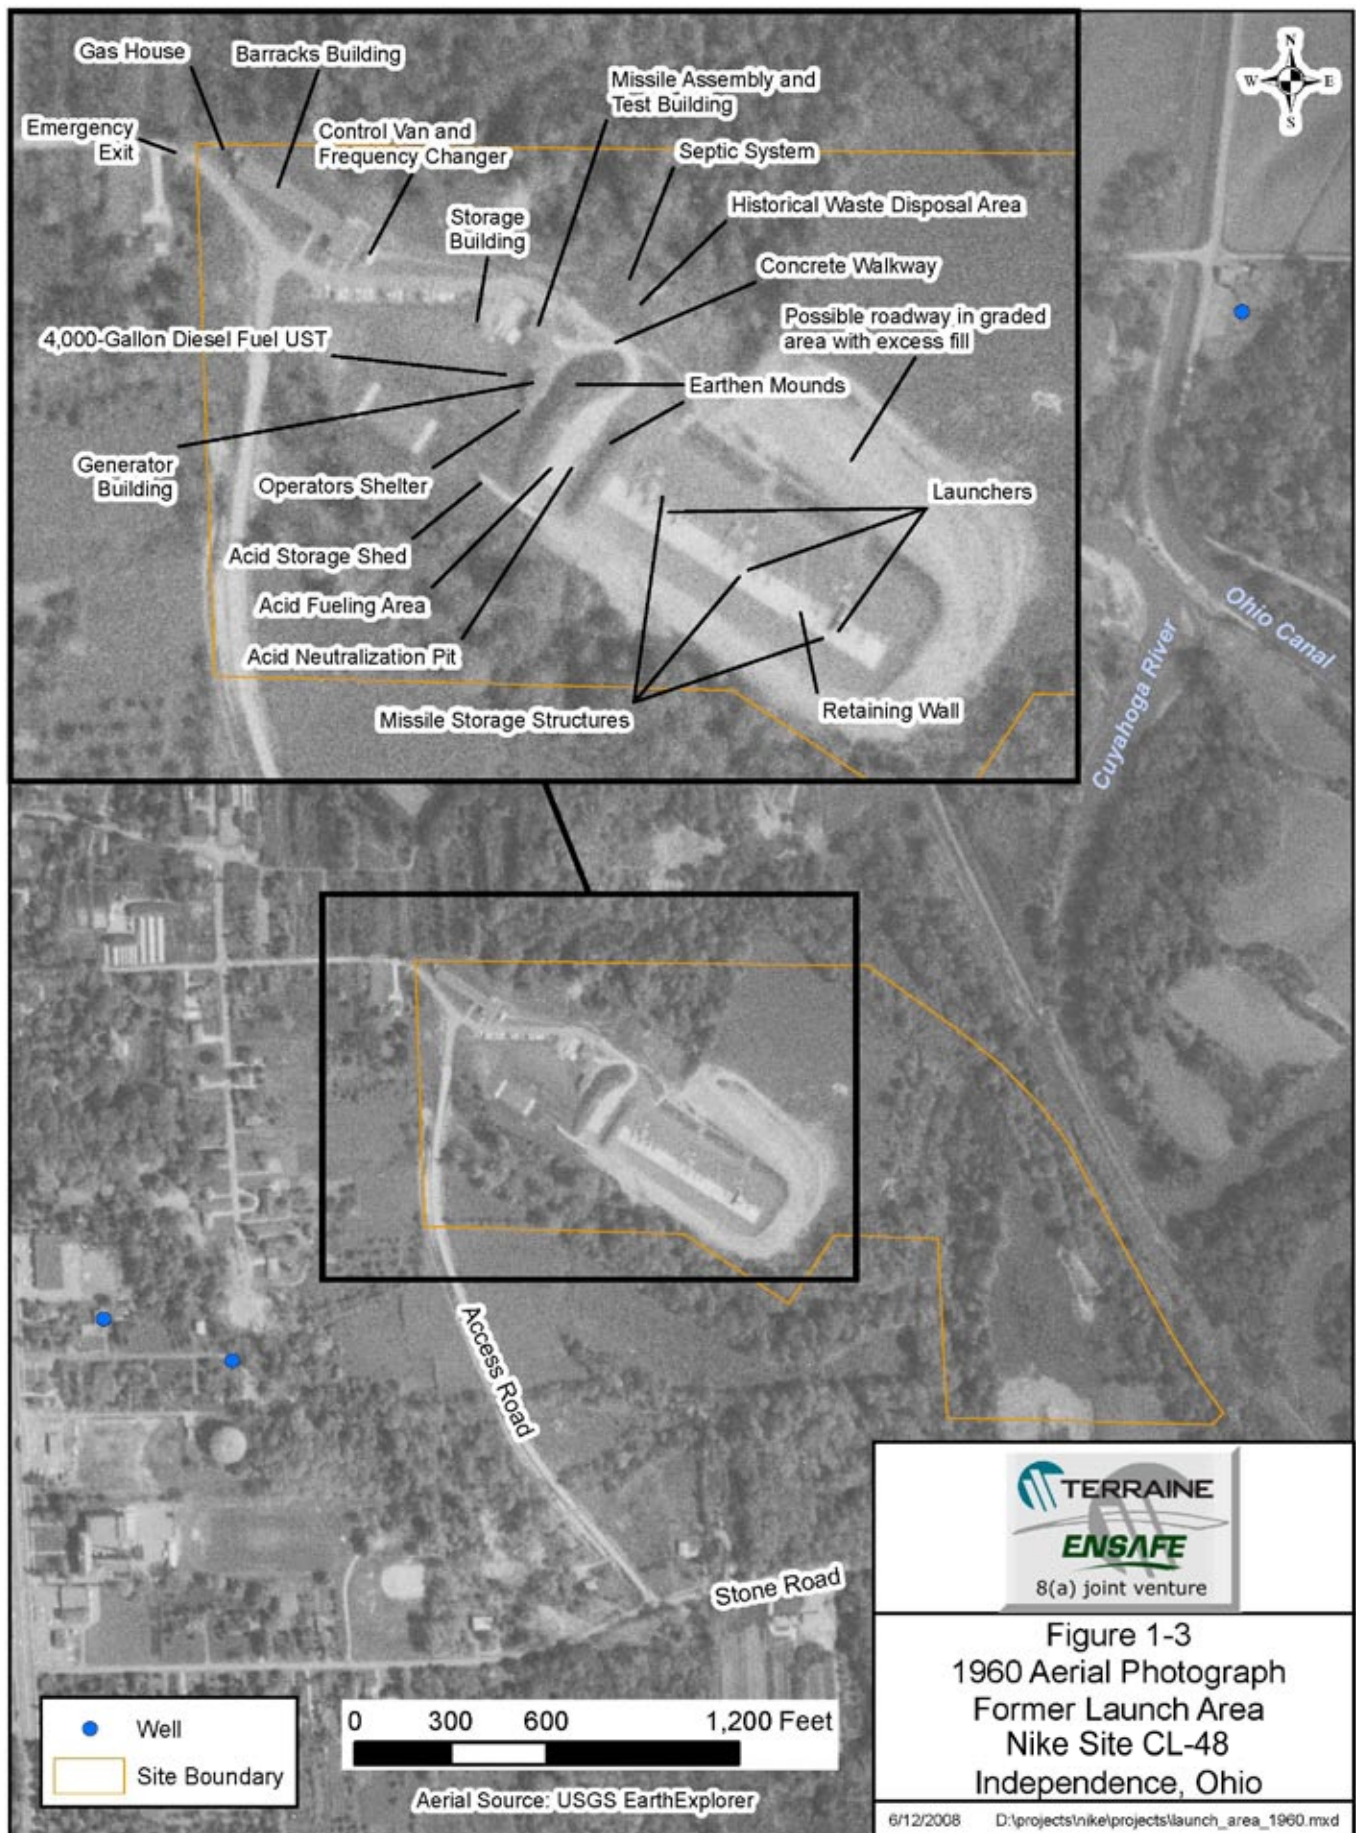 Gas House
Barracks Building
Missile Assembly and
Test Building
N
W
E
S
Emergency
Exit
Control Van and
Frequency Changer
Septic System
Storage
Building
Historical Waste Disposal Area
Concrete Walkway
Possible roadway in graded
area with excess fill
4,000-Gallon Diesel Fuel UST
Earthen Mounds
Generator
Building
Operators Shelter
Launchers
Acid Storage Shed
Acid Fueling Area
Acid Neutralization Pit
Missile Storage Structures
Retaining Wall
Ohio Canal
Cuyahoga River
Access Road
Stone Road
TERRAINE
ENSAFE
8(a) joint venture
Figure 1-3
1960 Aerial Photograph
Former Launch Area
Nike Site CL-48
Independence, Ohio
6/12/2008 D:\projects\nike\projects\launch_area_1960.mxd
Well
Site Boundary
0 300 600 1,200 Feet
Aerial Source: USGS EarthExplorer